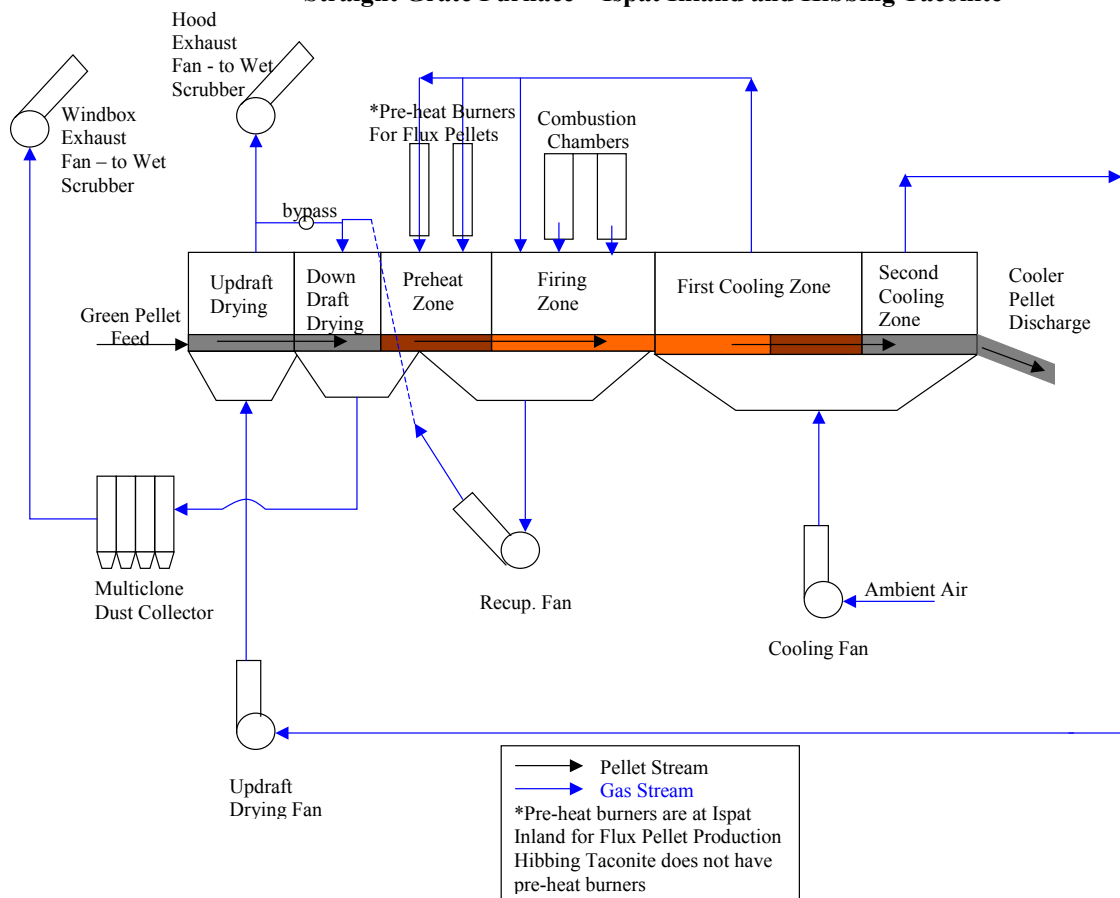 Straight Grate Furnace – Ispat Inland and Hibbing Taconite
Hood
Exhaust
Fan - to Wet
Scrubber
Windbox
Exhaust
Fan – to Wet
Scrubber
*Pre-heat Burners
For Flux Pellets
Combustion
Chambers
bypass
Updraft
Drying
Down
Draft
Drying
Preheat
Zone
Firing
Zone
First Cooling Zone
Second
Cooling
Zone
Cooler
Pellet
Discharge
Green Pellet
Feed
Multiclone
Dust Collector
Recup. Fan
Ambient Air
Cooling Fan
Updraft
Drying Fan
Pellet Stream
Gas Stream
*Pre-heat burners are at Ispat
Inland for Flux Pellet Production
Hibbing Taconite does not have
pre-heat burners